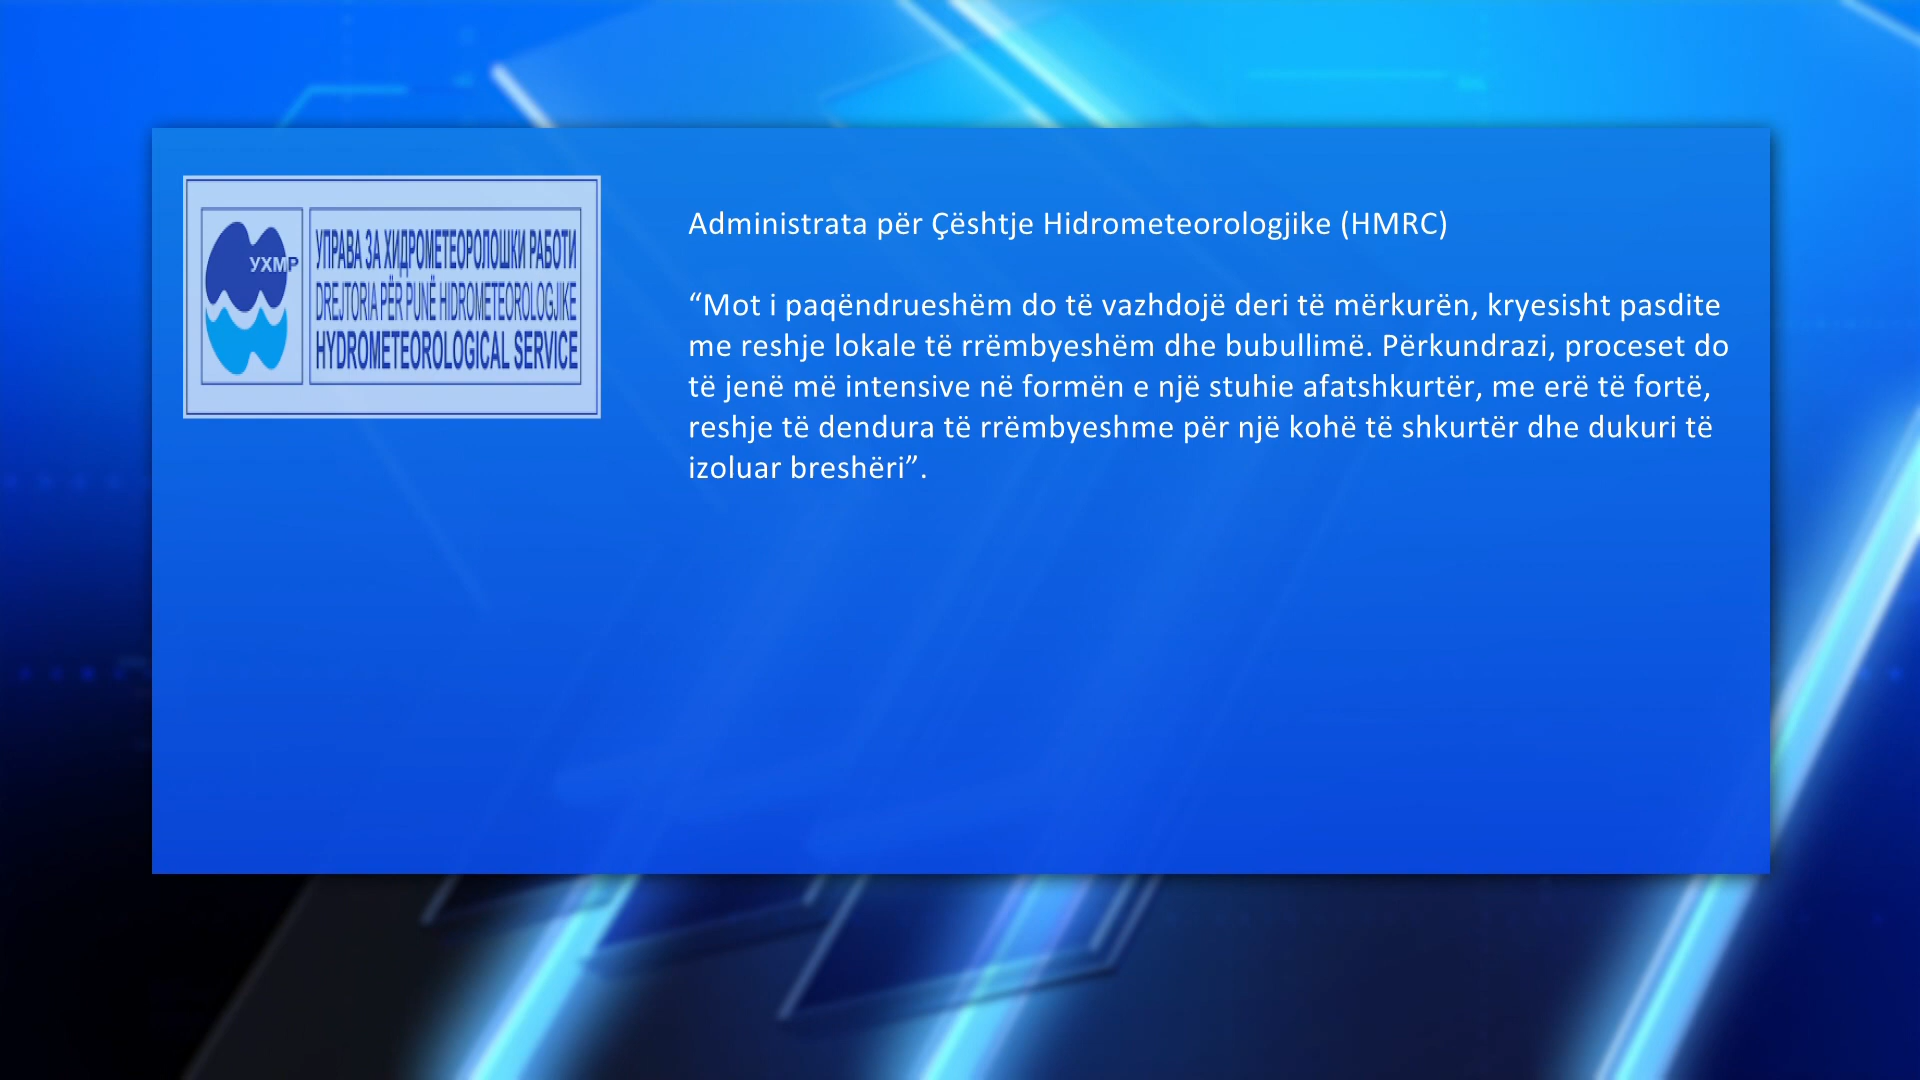 УХМР
УПРАВА ЗА ХИДРОМЕТЕОРОЛОШКИ РАБОТИ
DREJTORIA PËR PUNË HIDROMETEOROLOGJIKE
HYDROMETEOROLOGICAL SERVICE
Administrata për Çështje Hidrometeorologjike (HMRC)
“Mot i paqëndrueshëm do të vazhdojë deri të mërkurën, kryesisht pasdite
me reshje lokale të rrëmbyeshëm dhe bubullimë. Përkundrazi, proceset do
të jenë më intensive në formën e një stuhie afatshkurtër, me erë të fortë,
reshje të dendura të rrëmbyeshme për një kohë të shkurtër dhe dukuri të
izoluar breshëri”.